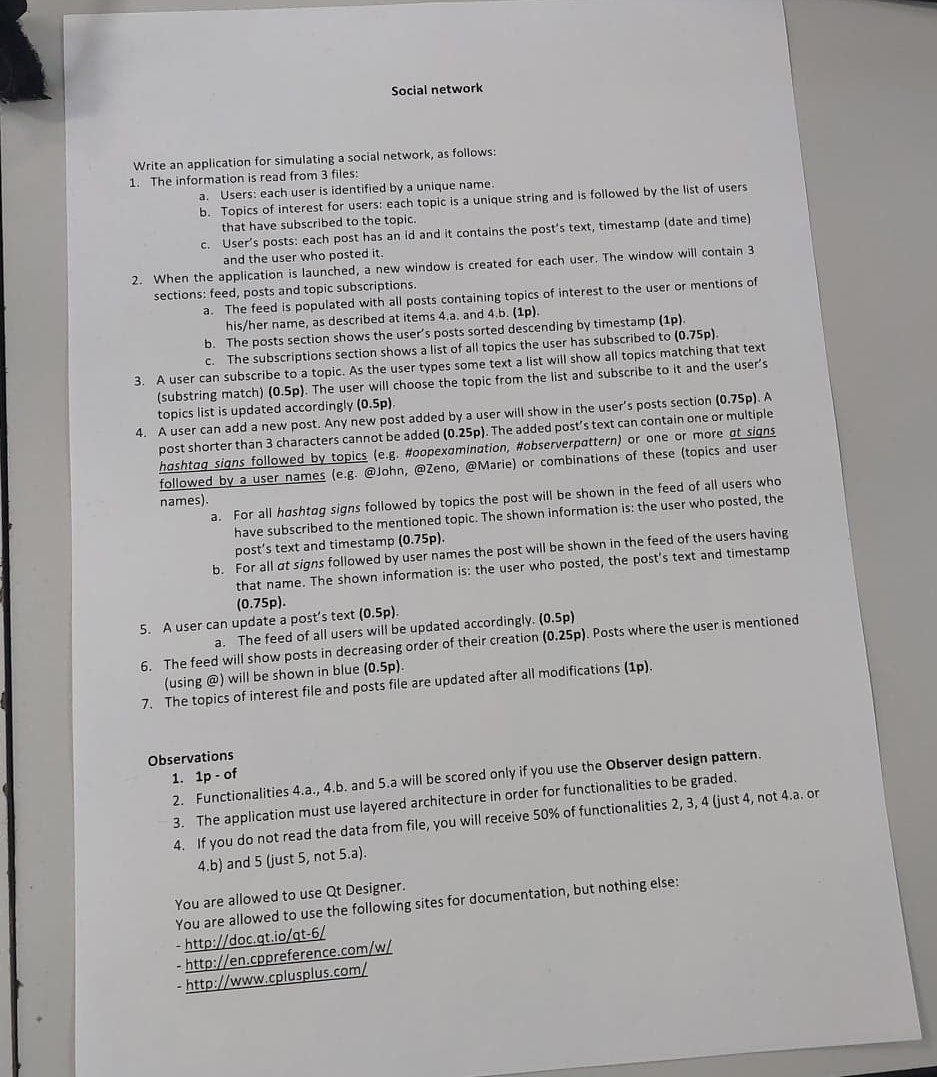 Social network
Write an application for simulating a social network, as follows:
1. The information is read from 3 files:
a. Users: each user is identified by a unique name.
b. Topics of interest for users: each topic is a unique string and is followed by the list of users
that have subscribed to the topic.
c. User's posts: each post has an id and it contains the post's text, timestamp (date and time)
and the user who posted it.
2. When the application is launched, a new window is created for each user. The window will contain 3
sections: feed, posts and topic subscriptions.
a. The feed is populated with all posts containing topics of interest to the user or mentions of
his/her name, as described at items 4.a. and 4.b. (1p).
b. The posts section shows the user's posts sorted descending by timestamp (1p).
c. The subscriptions section shows a list of all topics the user has subscribed to (0.75p).
3. A user can subscribe to a topic. As the user types some text a list will show all topics matching that text
(substring match) (0.5p). The user will choose the topic from the list and subscribe to it and the user's
topics list is updated accordingly (0.5p).
4. A user can add a new post. Any new post added by a user will show in the user's posts section (0.75p). A
post shorter than 3 characters cannot be added (0.25p). The added post's text can contain one or multiple
hashtag signs followed by topics (e.g. #oopexamination, #observerpattern) or one or more at signs
followed by a user names (e.g. @John, @Zeno, @Marie) or combinations of these (topics and user
names).
a. For all hashtag signs followed by topics the post will be shown in the feed of all users who
have subscribed to the mentioned topic. The shown information is: the user who posted, the
post's text and timestamp (0.75p).
b. For all at signs followed by user names the post will be shown in the feed of the users having
that name. The shown information is: the user who posted, the post's text and timestamp
(0.75p).
5. A user can update a post's text (0.5p).
a. The feed of all users will be updated accordingly. (0.5p)
6. The feed will show posts in decreasing order of their creation (0.25p). Posts where the user is mentioned
(using @) will be shown in blue (0.5p).
7. The topics of interest file and posts file are updated after all modifications (1p).
Observations
1. 1p - of
2. Functionalities 4.a., 4.b. and 5.a will be scored only if you use the Observer design pattern.
3. The application must use layered architecture in order for functionalities to be graded.
4. If you do not read the data from file, you will receive 50% of functionalities 2, 3, 4 (just 4, not 4.a. or
4.b) and 5 (just 5, not 5.a).
You are allowed to use Qt Designer.
You are allowed to use the following sites for documentation, but nothing else:
- http://doc.qt.io/qt-6/
- http://en.cppreference.com/w/
- http://www.cplusplus.com/